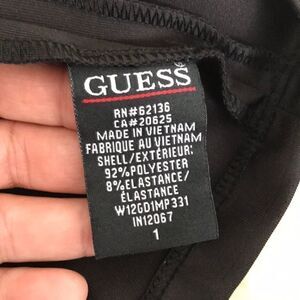 GUESS
RN#62136
CA#20625
MADE IN VIETNAM
FABRIQUE AU VIETNAM
SHELL/EXTÉRIEUR:
92% POLYESTER
8% ELASTANE/
ÉLASTANCE
W12GD1MP331
IN12067
1